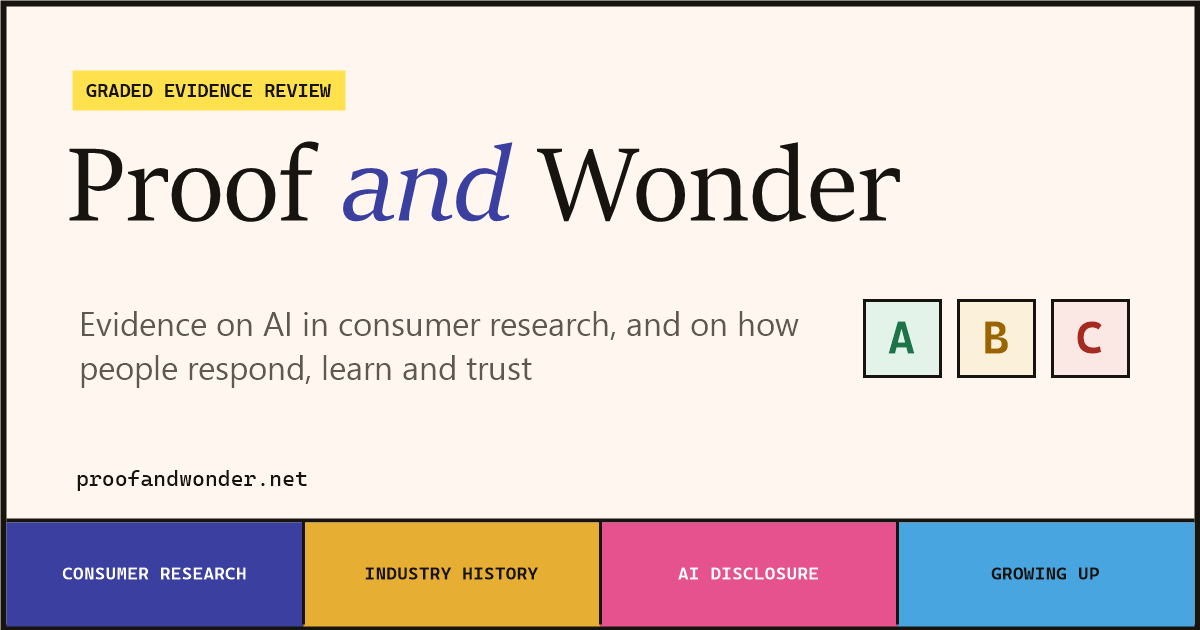 GRADED EVIDENCE REVIEW
Proof and Wonder
Evidence on AI in consumer research, and on how
people respond, learn and trust
A B C
proofandwonder.net
CONSUMER RESEARCH
INDUSTRY HISTORY
AI DISCLOSURE
GROWING UP